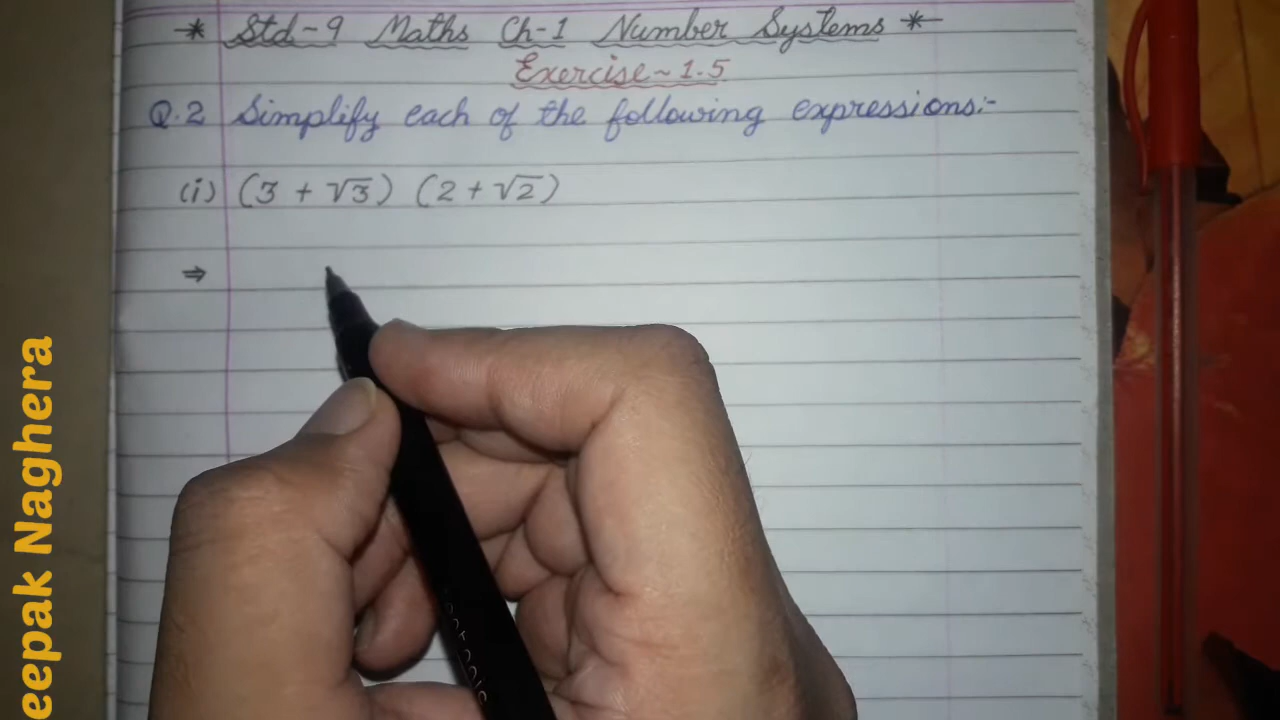 * Std-9 Maths Ch-1 Number Systems *
Exercise~1.5
Q.2 Simplify each of the following expressions:-
(i) (3 + √3) (2 + √2)
⇒
eepak Naghera